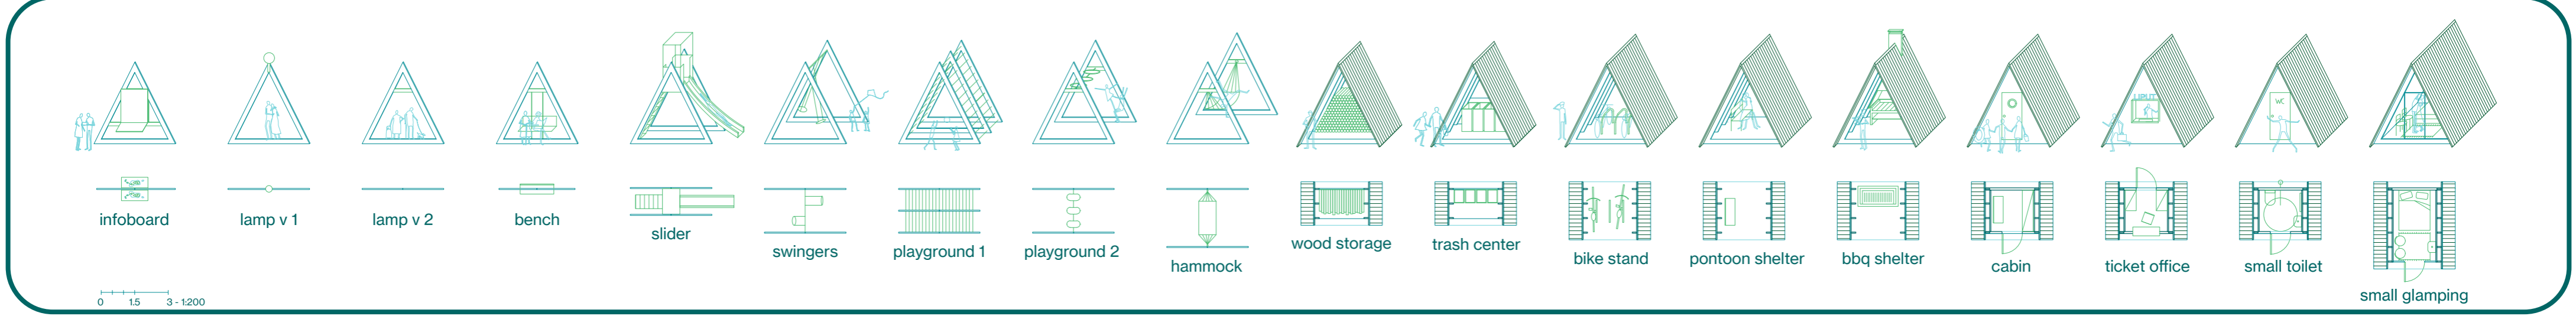 LIPUT
WC
infoboard
lamp v 1
lamp v 2
bench
slider
swingers
playground 1
playground 2
hammock
wood storage
trash center
bike stand
pontoon shelter
bbq shelter
cabin
ticket office
small toilet
small glamping
0 1.5 3 - 1:200